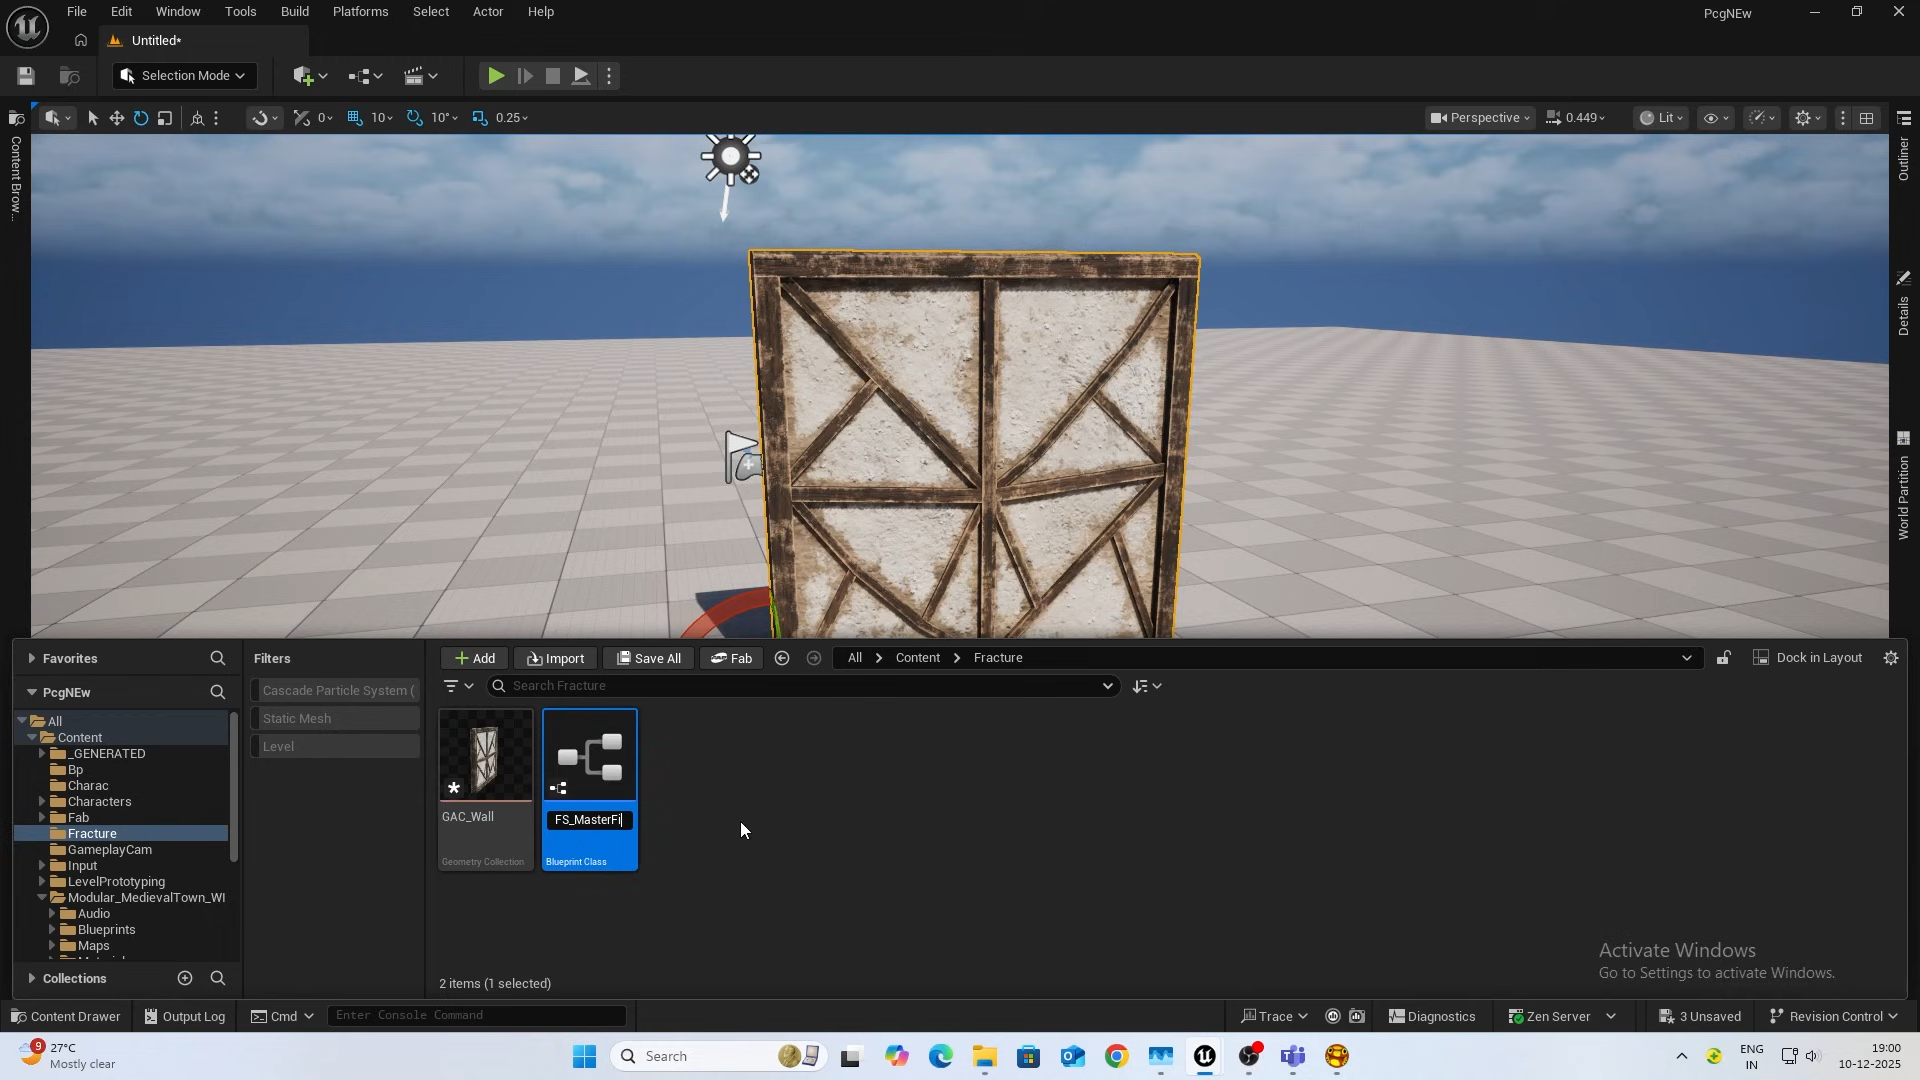 File Edit Window Tools Build Platforms Select Actor Help
PcgNEw
Untitled*
Selection Mode
0 10 10° 0.25
Perspective 0.449 Lit
Content Brow...
Outliner
Details
World Partition
Favorites
Filters
Add Import Save All Fab All Content Fracture Dock in Layout
PcgNEw
Cascade Particle System (
Search Fracture
Static Mesh
Level
All
Content
_GENERATED
Bp
Charac
Characters
Fab
Fracture
GameplayCam
Input
LevelPrototyping
Modular_MedievalTown_WI
Audio
Blueprints
Maps
Collections
GAC_Wall
Geometry Collection
FS_MasterFi
Blueprint Class
2 items (1 selected)
Activate Windows
Go to Settings to activate Windows.
Content Drawer Output Log Cmd Enter Console Command Trace Diagnostics Zen Server 3 Unsaved Revision Control
9
27°C
Mostly clear
Search
ENG
IN
19:00
10-12-2025